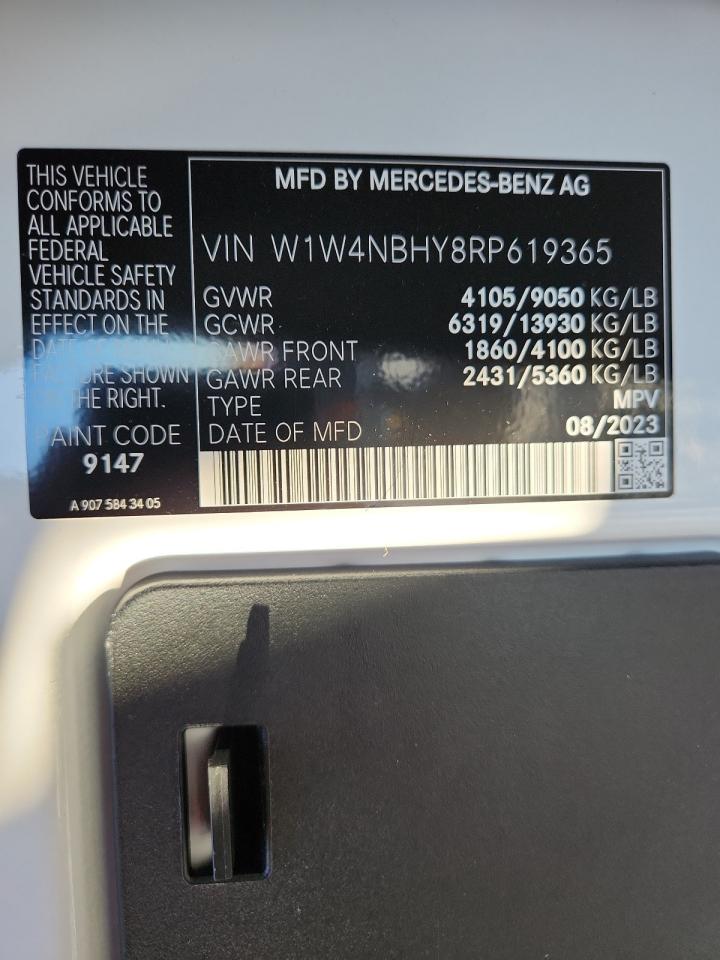 THIS VEHICLE
CONFORMS TO
ALL APPLICABLE
FEDERAL
VEHICLE SAFETY
STANDARDS IN
EFFECT ON THE
DATE OF
SHOWN
THE RIGHT.
PAINT CODE
9147
A 907 584 34 05
MFD BY MERCEDES-BENZ AG
VIN W1W4NBHY8RP619365
GVWR 4105/9050 KG/LB
GCWR 6319/13930 KG/LB
GAWR FRONT 1860/4100 KG/LB
GAWR REAR 2431/5360 KG/LB
TYPE MPV
DATE OF MFD 08/2023